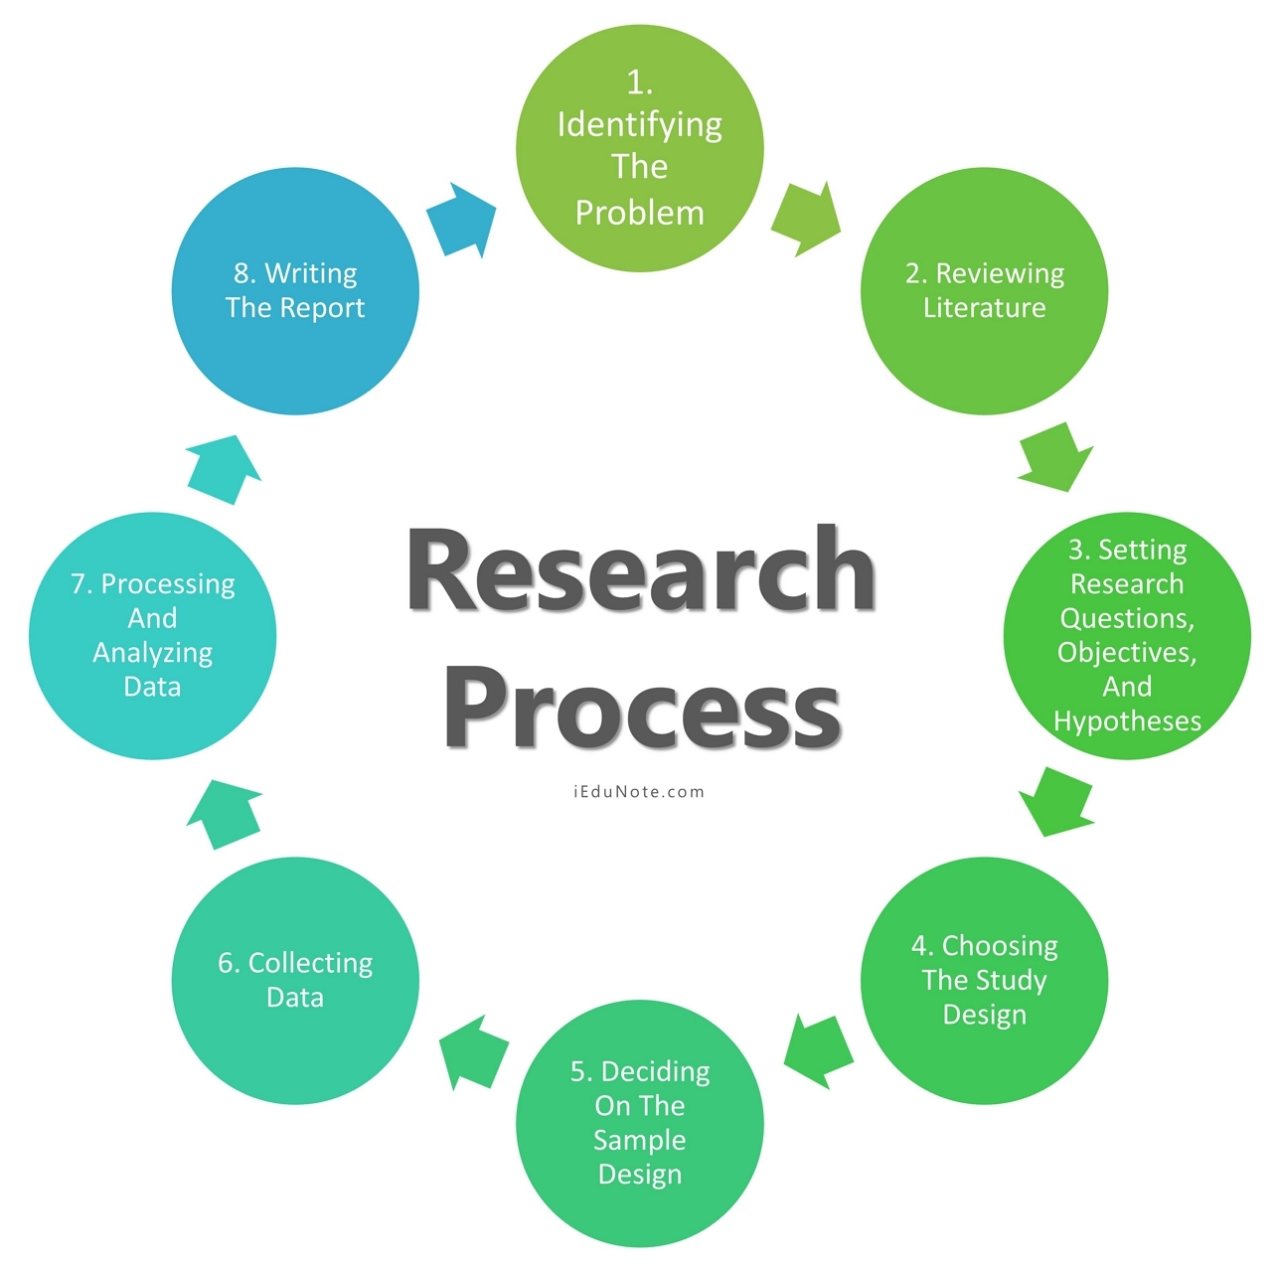 1.
Identifying
The
Problem
2. Reviewing
Literature
3. Setting
Research
Questions,
Objectives,
And
Hypotheses
4. Choosing
The Study
Design
5. Deciding
On The
Sample
Design
6. Collecting
Data
7. Processing
And
Analyzing
Data
8. Writing
The Report
Research
Process
iEduNote.com